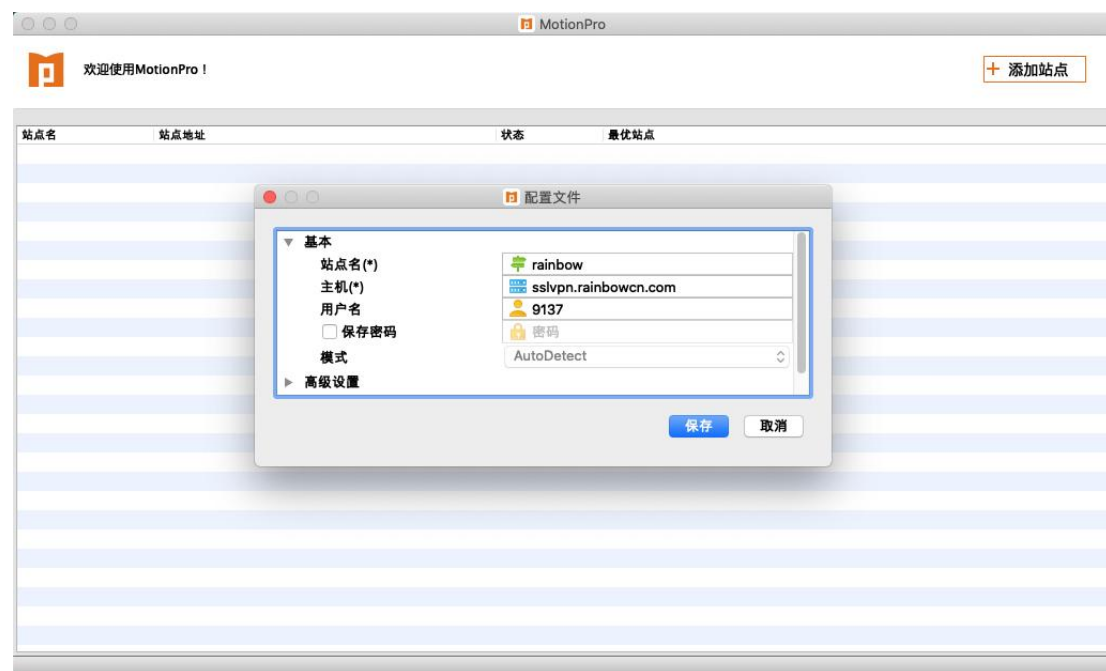 MotionPro
欢迎使用MotionPro！
+ 添加站点
站点名 站点地址 状态 最优站点
配置文件
基本
站点名(*) rainbow
主机(*) sslvpn.rainbowcn.com
用户名 9137
保存密码 密码
模式 AutoDetect
高级设置
保存 取消